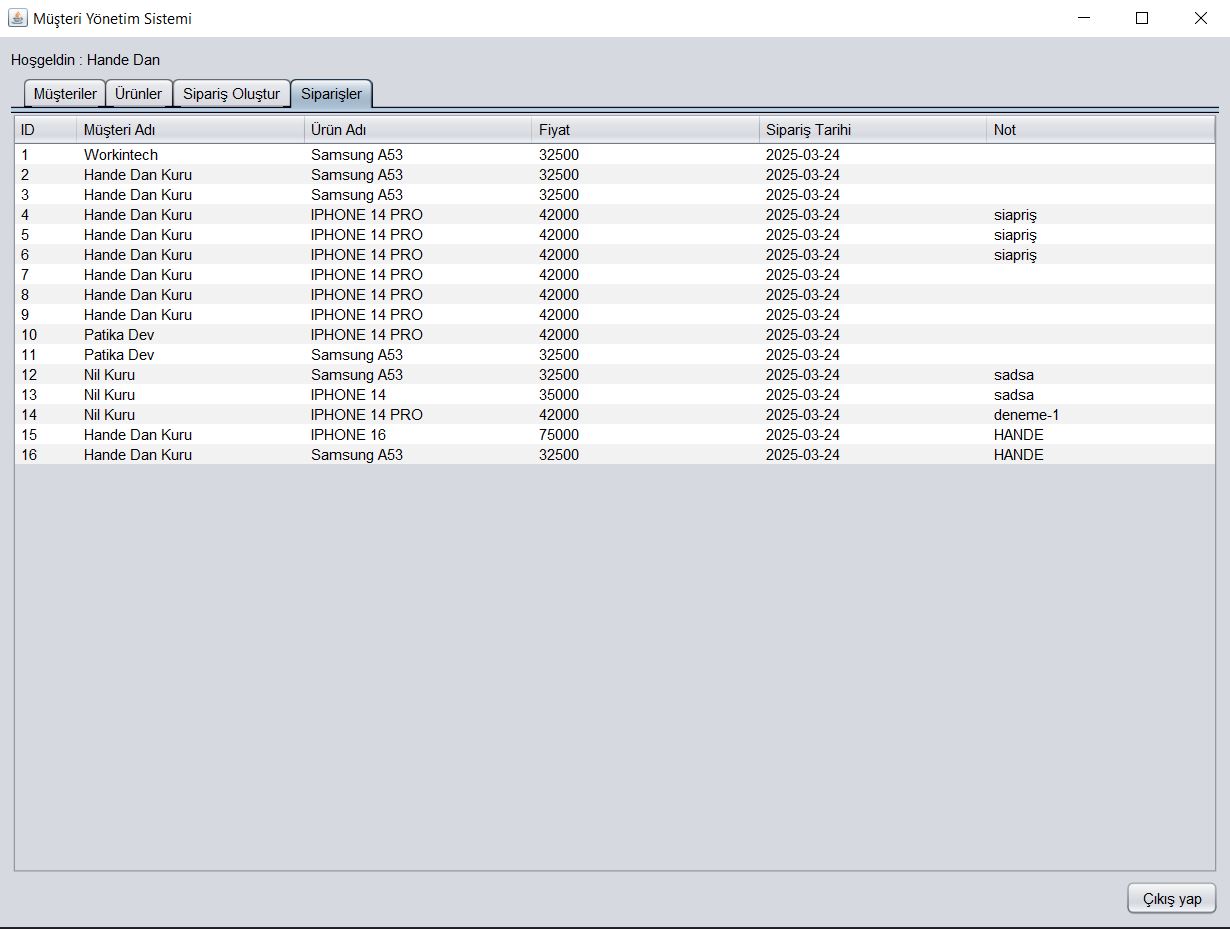 Müşteri Yönetim Sistemi
Hoşgeldin : Hande Dan
Müşteriler Ürünler Sipariş Oluştur Siparişler
ID Müşteri Adı Ürün Adı Fiyat Sipariş Tarihi Not
1 Workintech Samsung A53 32500 2025-03-24
2 Hande Dan Kuru Samsung A53 32500 2025-03-24
3 Hande Dan Kuru Samsung A53 32500 2025-03-24
4 Hande Dan Kuru IPHONE 14 PRO 42000 2025-03-24 siapriş
5 Hande Dan Kuru IPHONE 14 PRO 42000 2025-03-24 siapriş
6 Hande Dan Kuru IPHONE 14 PRO 42000 2025-03-24 siapriş
7 Hande Dan Kuru IPHONE 14 PRO 42000 2025-03-24
8 Hande Dan Kuru IPHONE 14 PRO 42000 2025-03-24
9 Hande Dan Kuru IPHONE 14 PRO 42000 2025-03-24
10 Patika Dev IPHONE 14 PRO 42000 2025-03-24
11 Patika Dev Samsung A53 32500 2025-03-24
12 Nil Kuru Samsung A53 32500 2025-03-24 sadsa
13 Nil Kuru IPHONE 14 35000 2025-03-24 sadsa
14 Nil Kuru IPHONE 14 PRO 42000 2025-03-24 deneme-1
15 Hande Dan Kuru IPHONE 16 75000 2025-03-24 HANDE
16 Hande Dan Kuru Samsung A53 32500 2025-03-24 HANDE
Çıkış yap